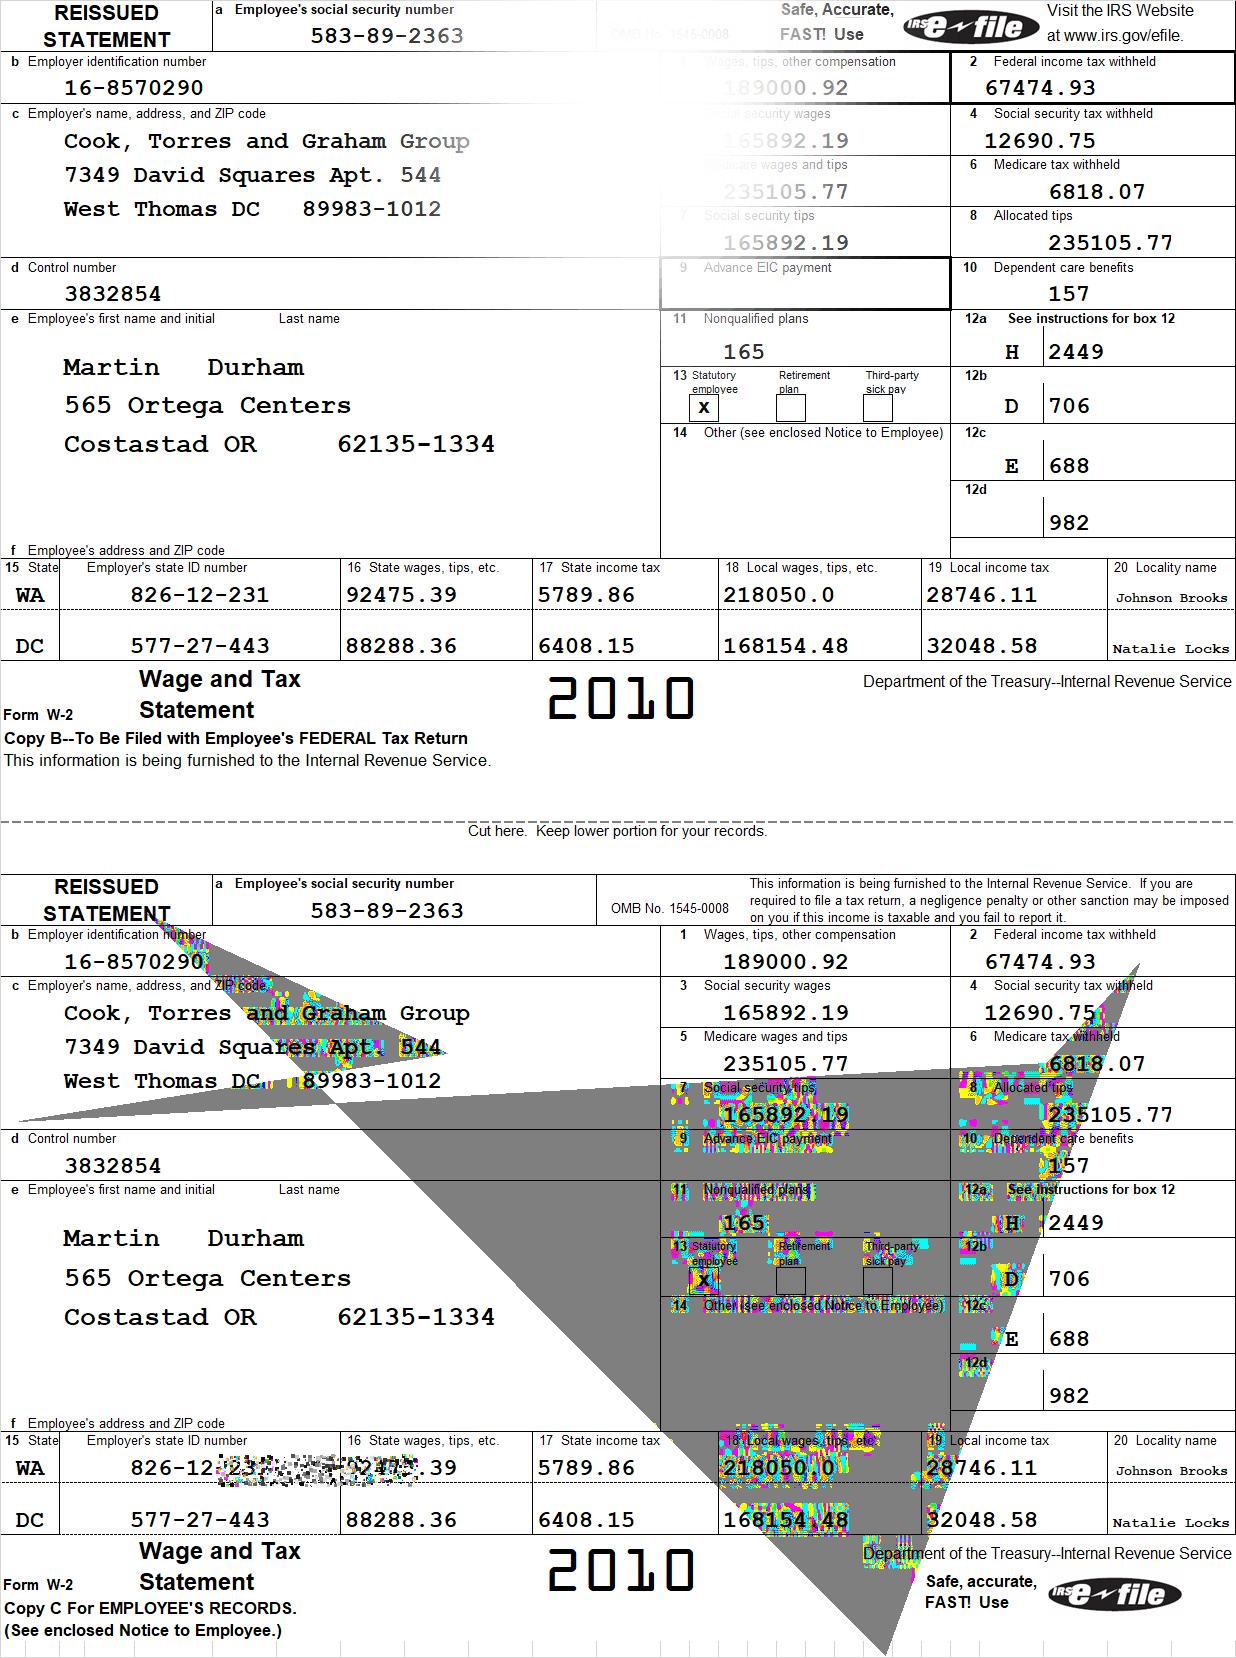 REISSUED STATEMENT
a Employee's social security number
583-89-2363
OMB No. 1545-0008
Safe, Accurate, FAST! Use
IRS e-file
Visit the IRS Website at www.irs.gov/efile.
b Employer identification number
16-8570290
Wages, tips, other compensation
189000.92
2 Federal income tax withheld
67474.93
c Employer's name, address, and ZIP code
Cook, Torres and Graham Group
7349 David Squares Apt. 544
West Thomas DC 89983-1012
social security wages
165892.19
4 Social security tax withheld
12690.75
Medicare wages and tips
235105.77
6 Medicare tax withheld
6818.07
7 Social security tips
165892.19
8 Allocated tips
235105.77
d Control number
3832854
9 Advance EIC payment
10 Dependent care benefits
157
e Employee's first name and initial Last name
Martin Durham
565 Ortega Centers
Costastad OR 62135-1334
11 Nonqualified plans
165
12a See instructions for box 12
H 2449
13 Statutory employee Retirement plan Third-party sick pay
X
12b
D 706
14 Other (see enclosed Notice to Employee)
12c
E 688
12d
982
f Employee's address and ZIP code
15 State Employer's state ID number 16 State wages, tips, etc. 17 State income tax 18 Local wages, tips, etc. 19 Local income tax 20 Locality name
WA 826-12-231 92475.39 5789.86 218050.0 28746.11 Johnson Brooks
DC 577-27-443 88288.36 6408.15 168154.48 32048.58 Natalie Locks
Form W-2 Wage and Tax Statement
2010
Department of the Treasury--Internal Revenue Service
Copy B--To Be Filed with Employee's FEDERAL Tax Return
This information is being furnished to the Internal Revenue Service.
Cut here. Keep lower portion for your records.
REISSUED STATEMENT
a Employee's social security number
583-89-2363
OMB No. 1545-0008
This information is being furnished to the Internal Revenue Service. If you are
required to file a tax return, a negligence penalty or other sanction may be imposed
on you if this income is taxable and you fail to report it.
b Employer identification number
16-8570290
1 Wages, tips, other compensation
189000.92
2 Federal income tax withheld
67474.93
c Employer's name, address, and ZIP code
Cook, Torres and Graham Group
7349 David Squares Apt. 544
West Thomas DC 89983-1012
3 Social security wages
165892.19
4 Social security tax withheld
12690.75
5 Medicare wages and tips
235105.77
6 Medicare tax withheld
6818.07
7 Social security tips
165892.19
8 Allocated tips
235105.77
d Control number
3832854
9 Advance EIC payment
10 Dependent care benefits
157
e Employee's first name and initial Last name
Martin Durham
565 Ortega Centers
Costastad OR 62135-1334
11 Nonqualified plans
165
12a See instructions for box 12
H 2449
13 Statutory employee Retirement plan Third-party sick pay
X
12b
D 706
14 Other (see enclosed Notice to Employee)
12c
E 688
12d
982
f Employee's address and ZIP code
15 State Employer's state ID number 16 State wages, tips, etc. 17 State income tax 18 Local wages, tips, etc. 19 Local income tax 20 Locality name
WA 5789.86 218050.0 28746.11 Johnson Brooks
DC 577-27-443 88288.36 6408.15 168154.48 32048.58 Natalie Locks
Form W-2 Wage and Tax Statement
2010
Department of the Treasury--Internal Revenue Service
Copy C For EMPLOYEE'S RECORDS.
(See enclosed Notice to Employee.)
Safe, accurate, FAST! Use
IRS e-file